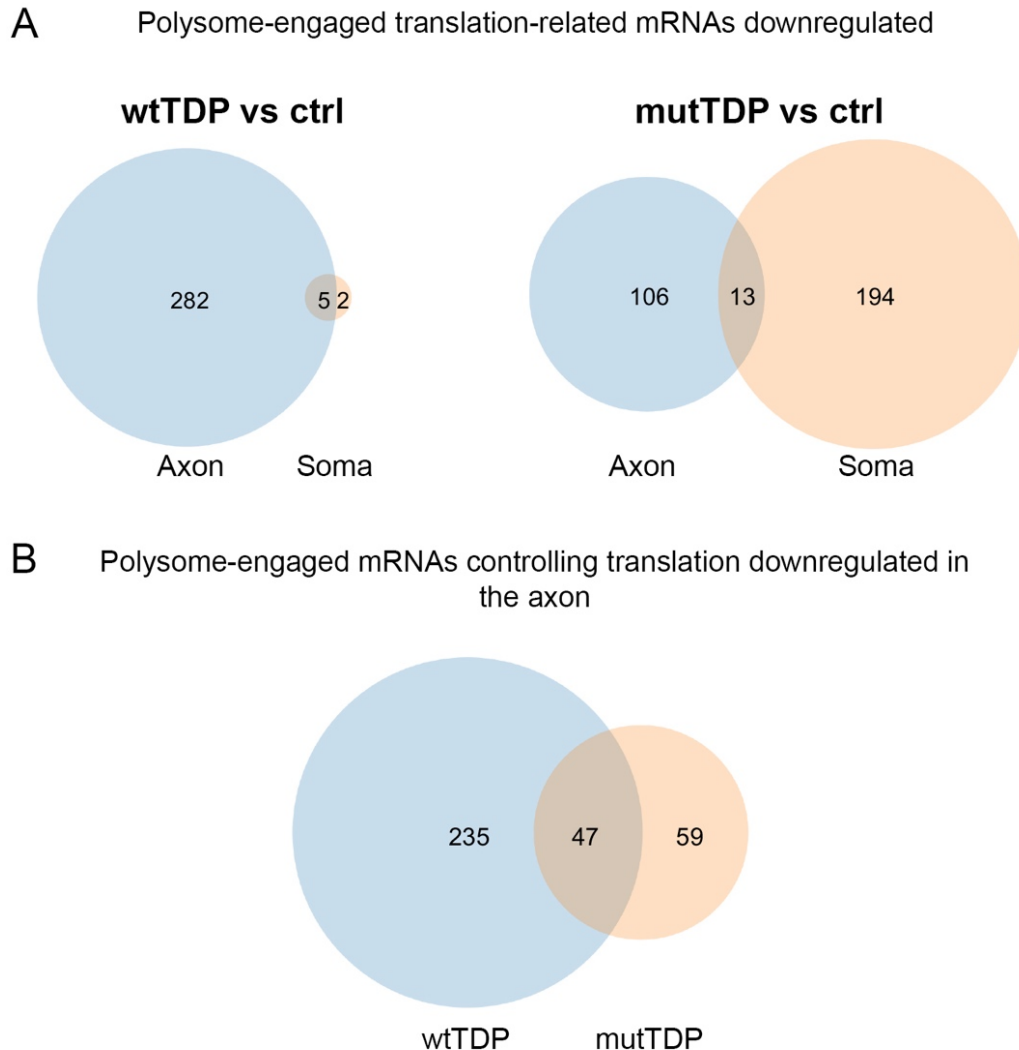 A
Polysome-engaged translation-related mRNAs downregulated
wtTDP vs ctrl
mutTDP vs ctrl
282
5
2
106
13
194
Axon
Soma
Axon
Soma
B
Polysome-engaged mRNAs controlling translation downregulated in
the axon
235
47
59
wtTDP
mutTDP